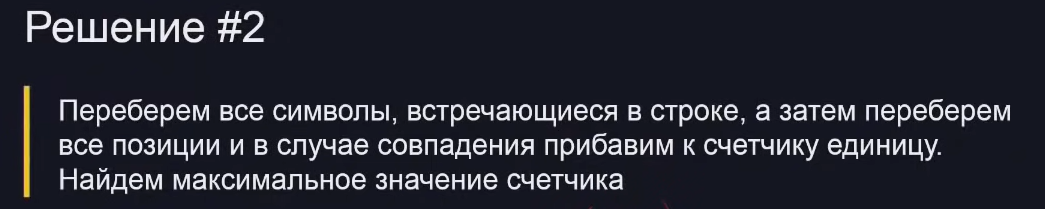 Решение #2
Переберем все символы, встречающиеся в строке, а затем переберем
все позиции и в случае совпадения прибавим к счетчику единицу.
Найдем максимальное значение счетчика